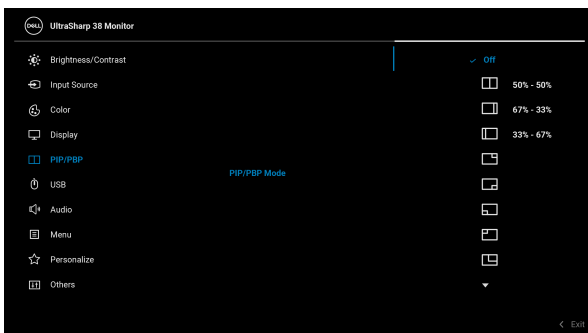 DELL UltraSharp 38 Monitor
Brightness/Contrast
Off
Input Source
50% - 50%
Color
67% - 33%
Display
33% - 67%
PIP/PBP
PIP/PBP Mode
USB
Audio
Menu
Personalize
Others
Exit